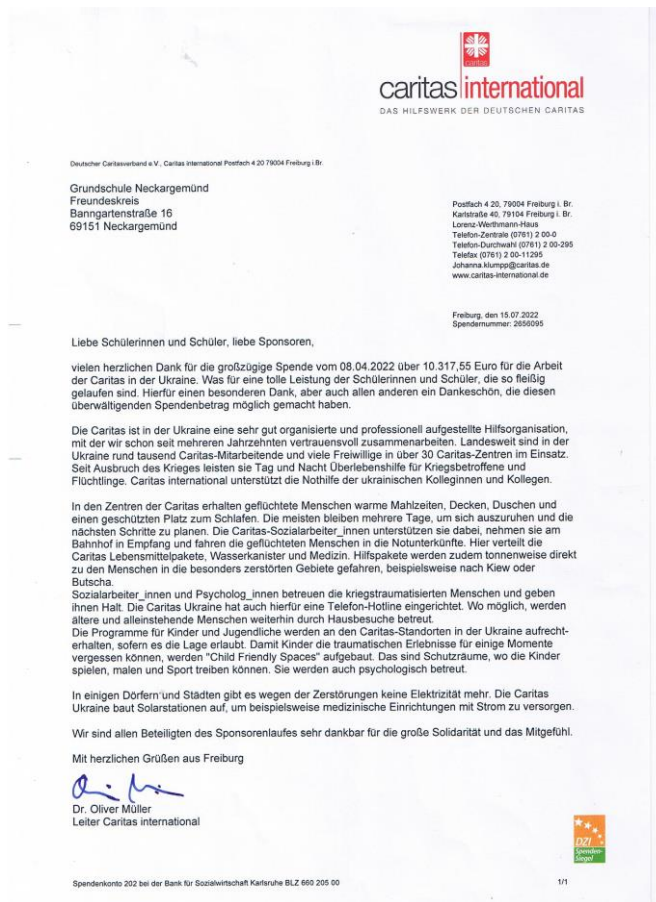 caritas
caritas international
DAS HILFSWERK DER DEUTSCHEN CARITAS
Deutscher Caritasverband e.V., Caritas international Postfach 4 20 79004 Freiburg i.Br.
Grundschule Neckargemünd
Freundeskreis
Banngartenstraße 16
69151 Neckargemünd
Postfach 4 20, 79004 Freiburg i. Br.
Karlstraße 40, 79104 Freiburg i. Br.
Lorenz-Werthmann-Haus
Telefon-Zentrale (0761) 2 00-0
Telefon-Durchwahl (0761) 2 00-295
Telefax (0761) 2 00-11295
Johanna.klumpp@caritas.de
www.caritas-international.de
Freiburg, den 15.07.2022
Spendernummer: 2656095
Liebe Schülerinnen und Schüler, liebe Sponsoren,
vielen herzlichen Dank für die großzügige Spende vom 08.04.2022 über 10.317,55 Euro für die Arbeit
der Caritas in der Ukraine. Was für eine tolle Leistung der Schülerinnen und Schüler, die so fleißig
gelaufen sind. Hierfür einen besonderen Dank, aber auch allen anderen ein Dankeschön, die diesen
überwältigenden Spendenbetrag möglich gemacht haben.
Die Caritas ist in der Ukraine eine sehr gut organisierte und professionell aufgestellte Hilfsorganisation,
mit der wir schon seit mehreren Jahrzehnten vertrauensvoll zusammenarbeiten. Landesweit sind in der
Ukraine rund tausend Caritas-Mitarbeitende und viele Freiwillige in über 30 Caritas-Zentren im Einsatz.
Seit Ausbruch des Krieges leisten sie Tag und Nacht Überlebenshilfe für Kriegsbetroffene und
Flüchtlinge. Caritas international unterstützt die Nothilfe der ukrainischen Kolleginnen und Kollegen.
In den Zentren der Caritas erhalten geflüchtete Menschen warme Mahlzeiten, Decken, Duschen und
einen geschützten Platz zum Schlafen. Die meisten bleiben mehrere Tage, um sich auszuruhen und die
nächsten Schritte zu planen. Die Caritas-Sozialarbeiter_innen unterstützen sie dabei, nehmen sie am
Bahnhof in Empfang und fahren die geflüchteten Menschen in die Notunterkünfte. Hier verteilt die
Caritas Lebensmittelpakete, Wasserkanister und Medizin. Hilfspakete werden zudem tonnenweise direkt
zu den Menschen in die besonders zerstörten Gebiete gefahren, beispielsweise nach Kiew oder
Butscha.
Sozialarbeiter_innen und Psycholog_innen betreuen die kriegstraumatisierten Menschen und geben
ihnen Halt. Die Caritas Ukraine hat auch hierfür eine Telefon-Hotline eingerichtet. Wo möglich, werden
ältere und alleinstehende Menschen weiterhin durch Hausbesuche betreut.
Die Programme für Kinder und Jugendliche werden an den Caritas-Standorten in der Ukraine aufrecht-
erhalten, sofern es die Lage erlaubt. Damit Kinder die traumatischen Erlebnisse für einige Momente
vergessen können, werden "Child Friendly Spaces" aufgebaut. Das sind Schutzräume, wo die Kinder
spielen, malen und Sport treiben können. Sie werden auch psychologisch betreut.
In einigen Dörfern und Städten gibt es wegen der Zerstörungen keine Elektrizität mehr. Die Caritas
Ukraine baut Solarstationen auf, um beispielsweise medizinische Einrichtungen mit Strom zu versorgen.
Wir sind allen Beteiligten des Sponsorenlaufes sehr dankbar für die große Solidarität und das Mitgefühl.
Mit herzlichen Grüßen aus Freiburg
Dr. Oliver Müller
Leiter Caritas international
DZI
Spenden-
Siegel
Spendenkonto 202 bei der Bank für Sozialwirtschaft Karlsruhe BLZ 660 205 00
1/1